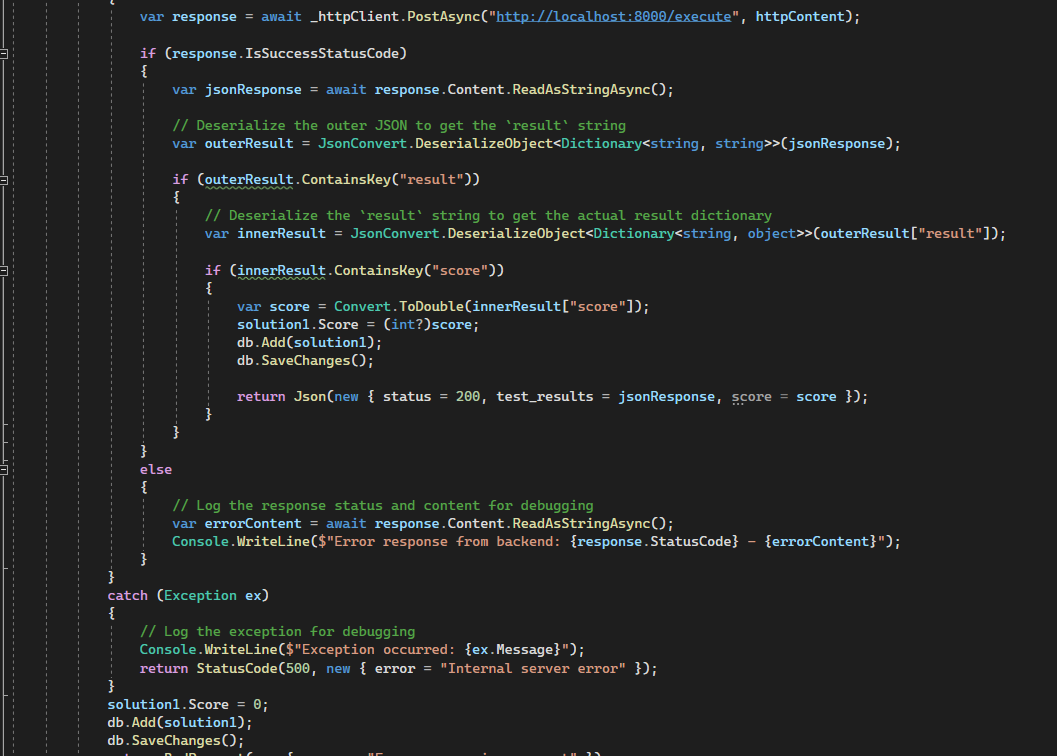 var response = await _httpClient.PostAsync("http://localhost:8000/execute", httpContent);
if (response.IsSuccessStatusCode)
{
var jsonResponse = await response.Content.ReadAsStringAsync();
// Deserialize the outer JSON to get the `result` string
var outerResult = JsonConvert.DeserializeObject<Dictionary<string, string>>(jsonResponse);
if (outerResult.ContainsKey("result"))
{
// Deserialize the `result` string to get the actual result dictionary
var innerResult = JsonConvert.DeserializeObject<Dictionary<string, object>>(outerResult["result"]);
if (innerResult.ContainsKey("score"))
{
var score = Convert.ToDouble(innerResult["score"]);
solution1.Score = (int?)score;
db.Add(solution1);
db.SaveChanges();
return Json(new { status = 200, test_results = jsonResponse, score = score });
}
}
}
else
{
// Log the response status and content for debugging
var errorContent = await response.Content.ReadAsStringAsync();
Console.WriteLine($"Error response from backend: {response.StatusCode} - {errorContent}");
}
}
catch (Exception ex)
{
// Log the exception for debugging
Console.WriteLine($"Exception occurred: {ex.Message}");
return StatusCode(500, new { error = "Internal server error" });
}
solution1.Score = 0;
db.Add(solution1);
db.SaveChanges();